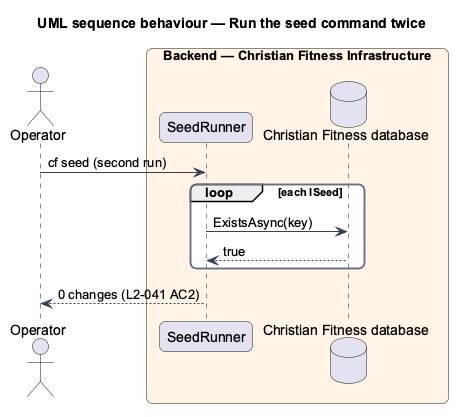 UML sequence behaviour — Run the seed command twice
Backend — Christian Fitness Infrastructure
Operator
SeedRunner
Christian Fitness database
cf seed (second run)
loop
[each ISeed]
ExistsAsync(key)
true
0 changes (L2-041 AC2)
Operator
SeedRunner
Christian Fitness database